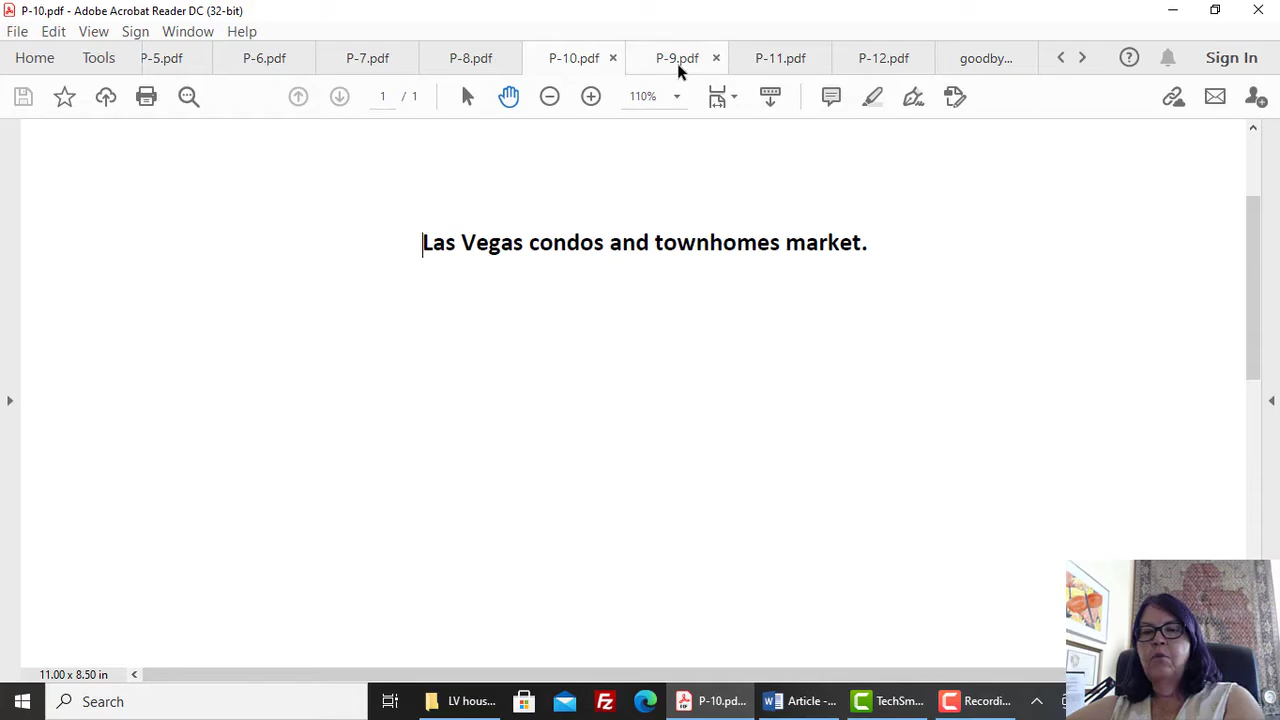 P-10.pdf - Adobe Acrobat Reader DC (32-bit)
File Edit View Sign Window Help
Home Tools P-5.pdf P-6.pdf P-7.pdf P-8.pdf P-10.pdf × P-9.pdf × P-11.pdf P-12.pdf goodby... Sign In
1 / 1 110%
Las Vegas condos and townhomes market.
11.00 x 8.50 in
Search LV hous... P-10.pd... Article -... TechSm... Recordi...